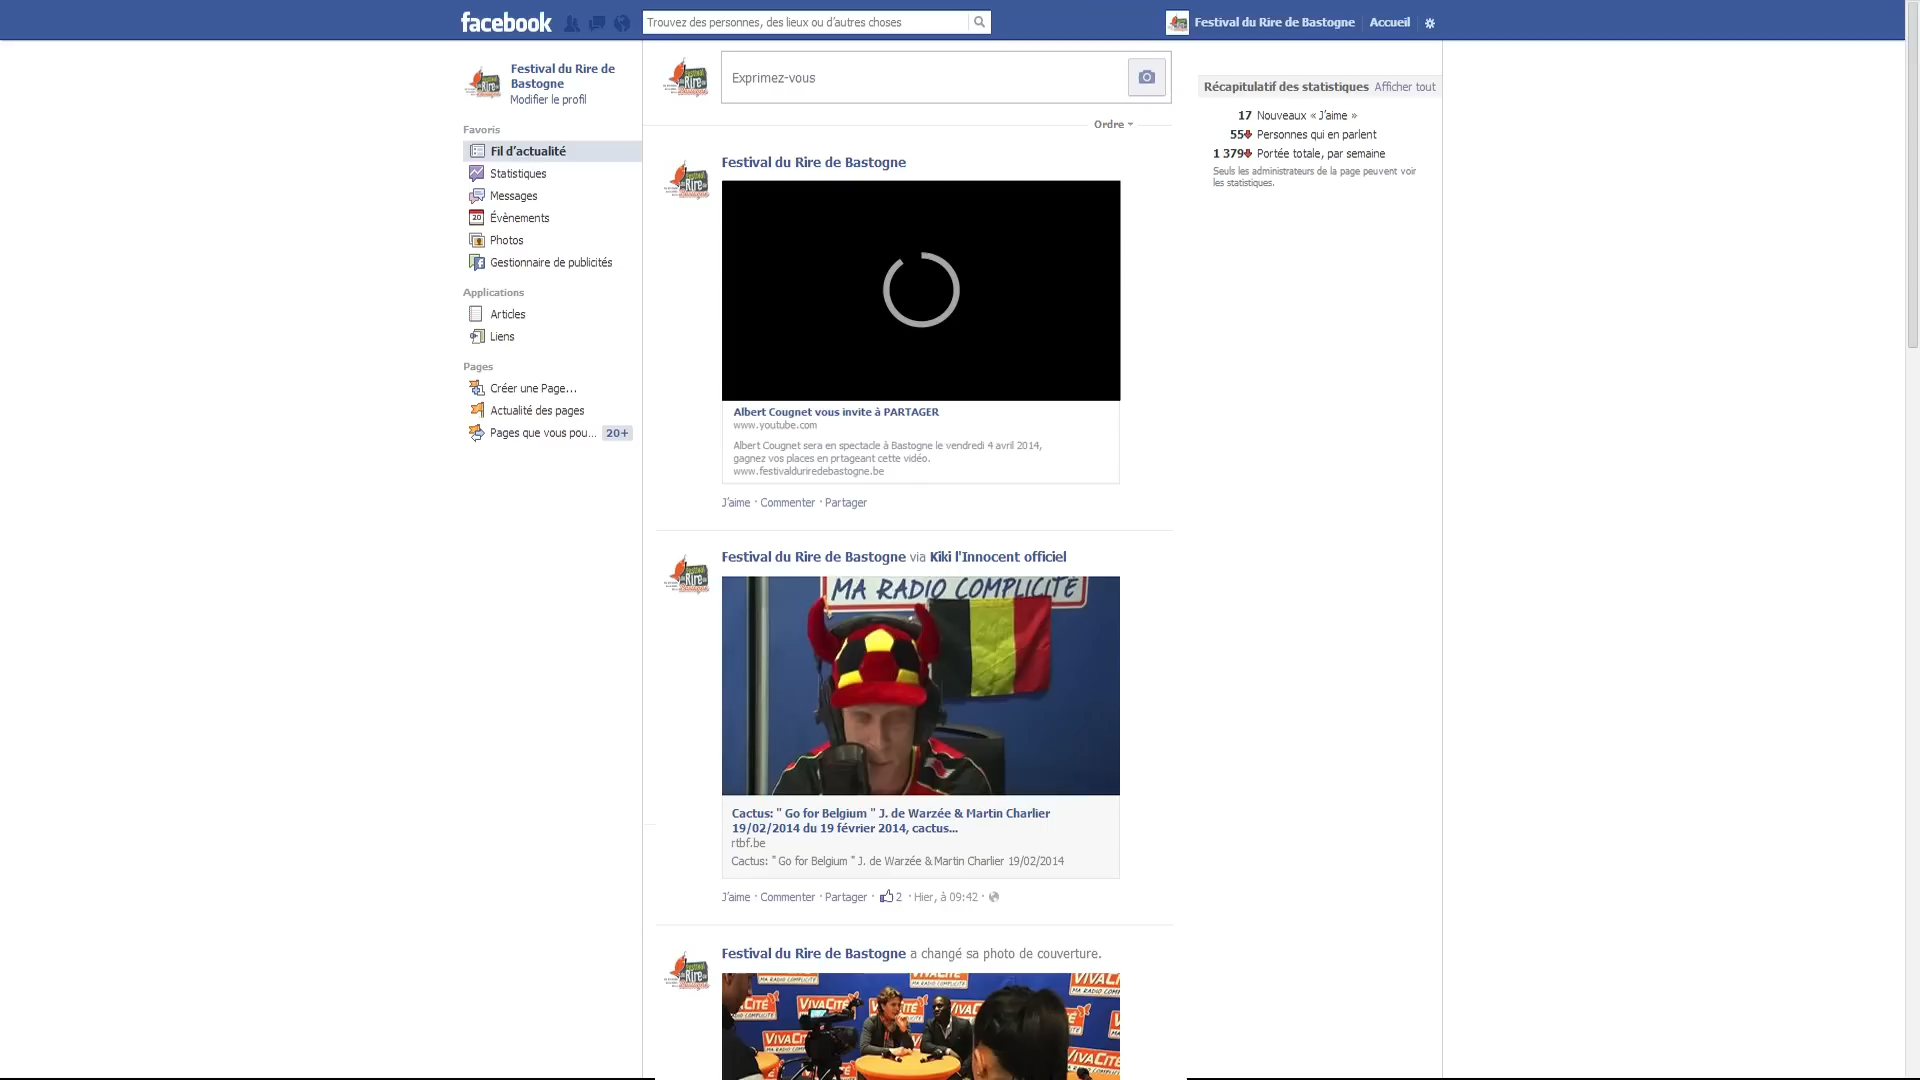 facebook
Trouvez des personnes, des lieux ou d'autres choses
Festival du Rire de Bastogne
Accueil
Festival du Rire de
Bastogne
Modifier le profil
Favoris
Fil d'actualité
Statistiques
Messages
20 Évènements
Photos
Gestionnaire de publicités
Applications
Articles
Liens
Pages
Créer une Page...
Actualité des pages
Pages que vous pou... 20+
Exprimez-vous
Ordre
Festival du Rire de Bastogne
Albert Cougnet vous invite à PARTAGER
www.youtube.com
Albert Cougnet sera en spectacle à Bastogne le vendredi 4 avril 2014,
gagnez vos places en prtageant cette vidéo.
www.festivalduriredebastogne.be
J'aime · Commenter · Partager
Festival du Rire de Bastogne via Kiki l'Innocent officiel
MA RADIO COMPLICITÉ
Cactus: " Go for Belgium " J. de Warzée & Martin Charlier
19/02/2014 du 19 février 2014, cactus...
rtbf.be
Cactus: " Go for Belgium " J. de Warzée & Martin Charlier 19/02/2014
J'aime · Commenter · Partager · 2 · Hier, à 09:42 ·
Festival du Rire de Bastogne a changé sa photo de couverture.
MA RADIO COMPLICITÉ
VIVACITÉ
Récapitulatif des statistiques Afficher tout
17 Nouveaux « J'aime »
55 Personnes qui en parlent
1 379 Portée totale, par semaine
Seuls les administrateurs de la page peuvent voir
les statistiques.